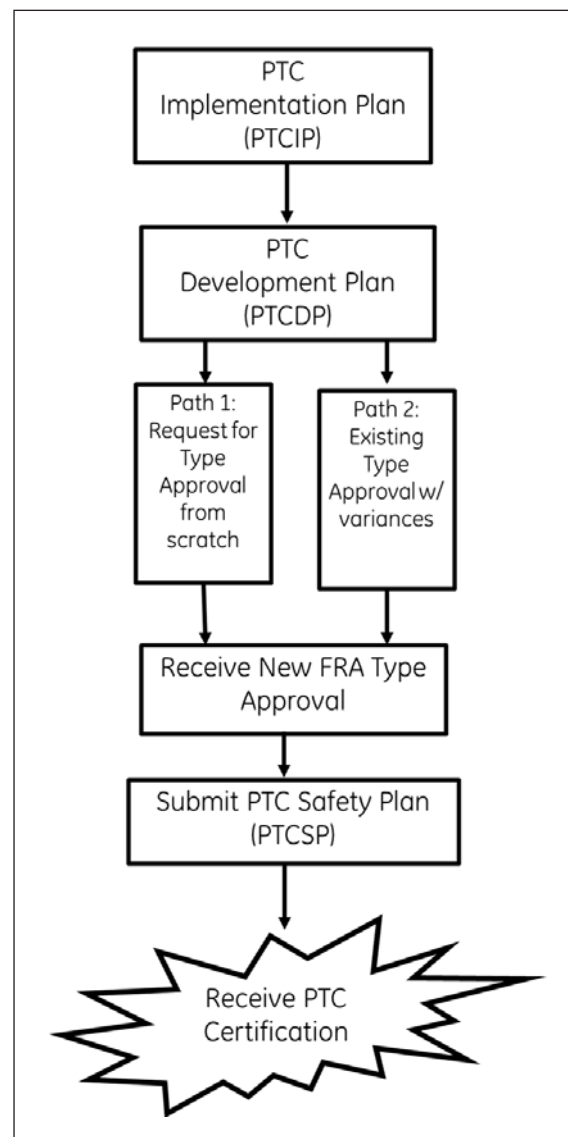 PTC
Implementation Plan
(PTCIP)
PTC
Development Plan
(PTCDP)
Path 1:
Request for
Type
Approval
from
scratch
Path 2:
Existing
Type
Approval w/
variances
Receive New FRA Type
Approval
Submit PTC Safety Plan
(PTCSP)
Receive PTC
Certification